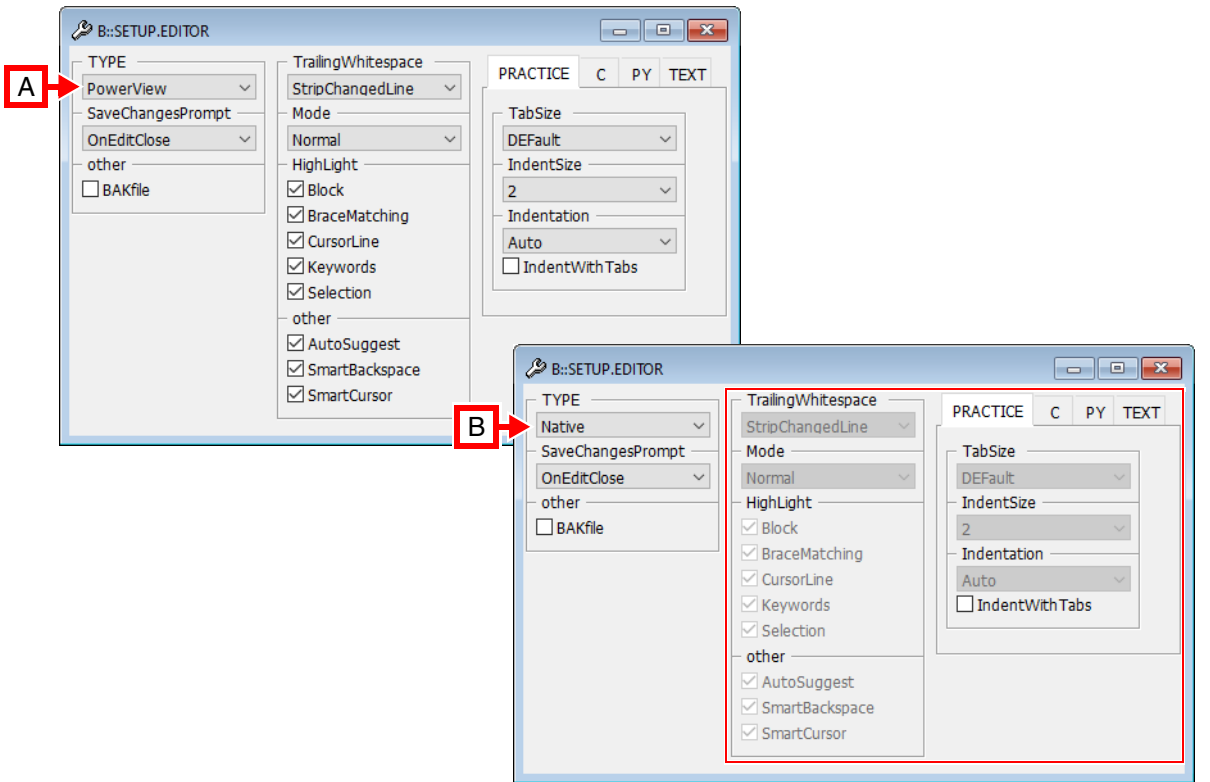 B::SETUP.EDITOR
A
TYPE
PowerView
SaveChangesPrompt
OnEditClose
other
BAKfile
TrailingWhitespace
StripChangedLine
Mode
Normal
HighLight
Block
BraceMatching
CursorLine
Keywords
Selection
other
AutoSuggest
SmartBackspace
SmartCursor
PRACTICE C PY TEXT
TabSize
DEFault
IndentSize
2
Indentation
Auto
IndentWithTabs
B::SETUP.EDITOR
B
TYPE
Native
SaveChangesPrompt
OnEditClose
other
BAKfile
TrailingWhitespace
StripChangedLine
Mode
Normal
HighLight
Block
BraceMatching
CursorLine
Keywords
Selection
other
AutoSuggest
SmartBackspace
SmartCursor
PRACTICE C PY TEXT
TabSize
DEFault
IndentSize
2
Indentation
Auto
IndentWithTabs